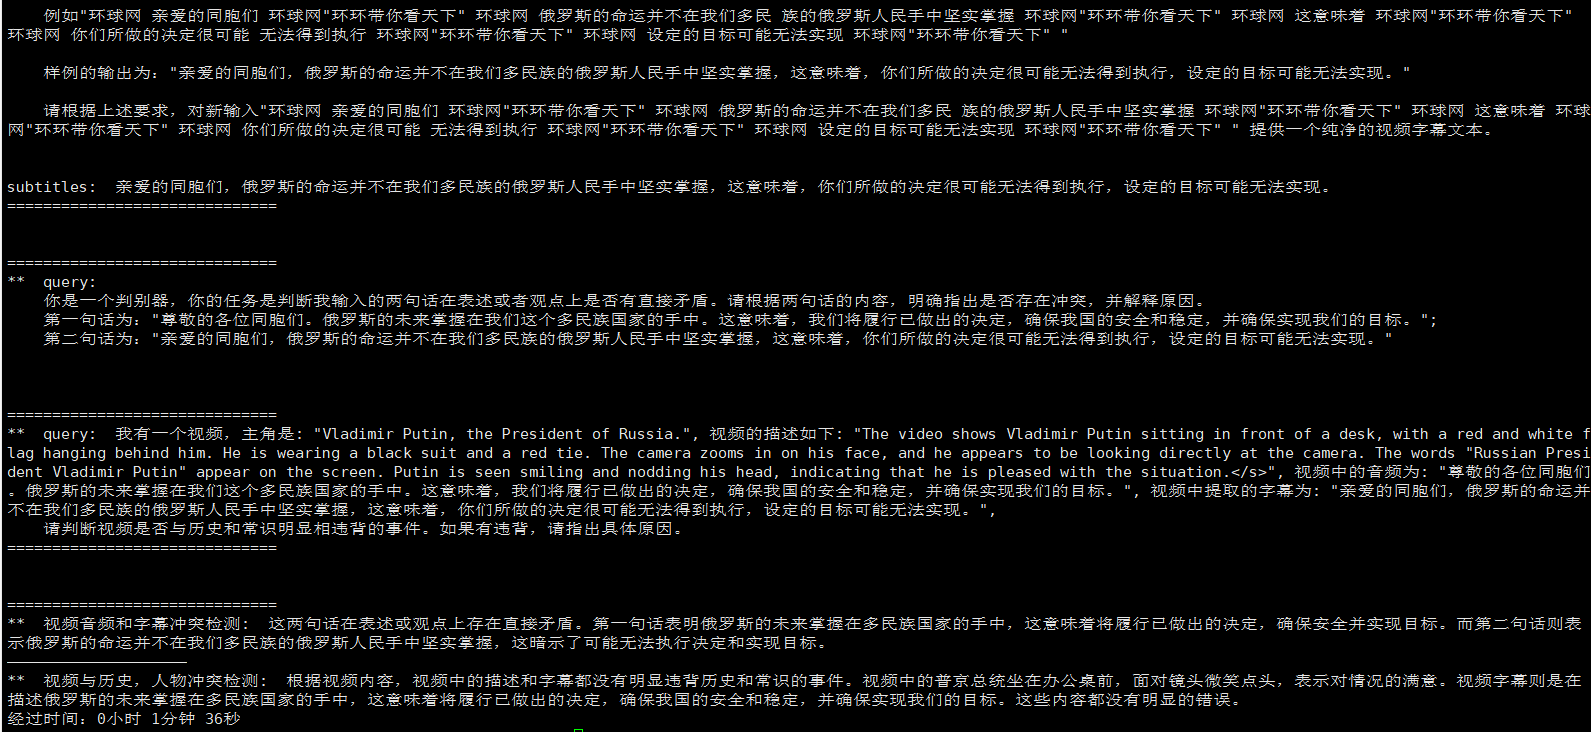 例如"环球网 亲爱的同胞们 环球网"环环带你看天下" 环球网 俄罗斯的命运并不在我们多民 族的俄罗斯人民手中坚实掌握 环球网"环环带你看天下" 环球网 这意味着 环球网"环环带你看天下"
环球网 你们所做的决定很可能 无法得到执行 环球网"环环带你看天下" 环球网 设定的目标可能无法实现 环球网"环环带你看天下" "
样例的输出为："亲爱的同胞们，俄罗斯的命运并不在我们多民族的俄罗斯人民手中坚实掌握，这意味着，你们所做的决定很可能无法得到执行，设定的目标可能无法实现。"
请根据上述要求，对新输入"环球网 亲爱的同胞们 环球网"环环带你看天下" 环球网 俄罗斯的命运并不在我们多民 族的俄罗斯人民手中坚实掌握 环球网"环环带你看天下" 环球网 这意味着 环球
网"环环带你看天下" 环球网 你们所做的决定很可能 无法得到执行 环球网"环环带你看天下" 环球网 设定的目标可能无法实现 环球网"环环带你看天下" " 提供一个纯净的视频字幕文本。
subtitles: 亲爱的同胞们，俄罗斯的命运并不在我们多民族的俄罗斯人民手中坚实掌握，这意味着，你们所做的决定很可能无法得到执行，设定的目标可能无法实现。
==============================
==============================
** query:
你是一个判别器，你的任务是判断我输入的两句话在表述或者观点上是否有直接矛盾。请根据两句话的内容，明确指出是否存在冲突，并解释原因。
第一句话为："尊敬的各位同胞们。俄罗斯的未来掌握在我们这个多民族国家的手中。这意味着，我们将履行已做出的决定，确保我国的安全和稳定，并确保实现我们的目标。";
第二句话为："亲爱的同胞们，俄罗斯的命运并不在我们多民族的俄罗斯人民手中坚实掌握，这意味着，你们所做的决定很可能无法得到执行，设定的目标可能无法实现。"
==============================
** query: 我有一个视频，主角是: "Vladimir Putin, the President of Russia.", 视频的描述如下: "The video shows Vladimir Putin sitting in front of a desk, with a red and white f
lag hanging behind him. He is wearing a black suit and a red tie. The camera zooms in on his face, and he appears to be looking directly at the camera. The words "Russian Presi
dent Vladimir Putin" appear on the screen. Putin is seen smiling and nodding his head, indicating that he is pleased with the situation.</s>", 视频中的音频为: "尊敬的各位同胞们
。俄罗斯的未来掌握在我们这个多民族国家的手中。这意味着，我们将履行已做出的决定，确保我国的安全和稳定，并确保实现我们的目标。", 视频中提取的字幕为: "亲爱的同胞们，俄罗斯的命运并
不在我们多民族的俄罗斯人民手中坚实掌握，这意味着，你们所做的决定很可能无法得到执行，设定的目标可能无法实现。",
请判断视频是否与历史和常识明显相违背的事件。如果有违背，请指出具体原因。
==============================
==============================
** 视频音频和字幕冲突检测: 这两句话在表述或观点上存在直接矛盾。第一句话表明俄罗斯的未来掌握在多民族国家的手中，这意味着将履行已做出的决定，确保安全并实现目标。而第二句话则表
示俄罗斯的命运并不在我们多民族的俄罗斯人民手中坚实掌握，这暗示了可能无法执行决定和实现目标。
————————————————————
** 视频与历史，人物冲突检测: 根据视频内容，视频中的描述和字幕都没有明显违背历史和常识的事件。视频中的普京总统坐在办公桌前，面对镜头微笑点头，表示对情况的满意。视频字幕则是在
描述俄罗斯的未来掌握在多民族国家的手中，这意味着将履行已做出的决定，确保我国的安全和稳定，并确保实现我们的目标。这些内容都没有明显的错误。
经过时间：0小时 1分钟 36秒